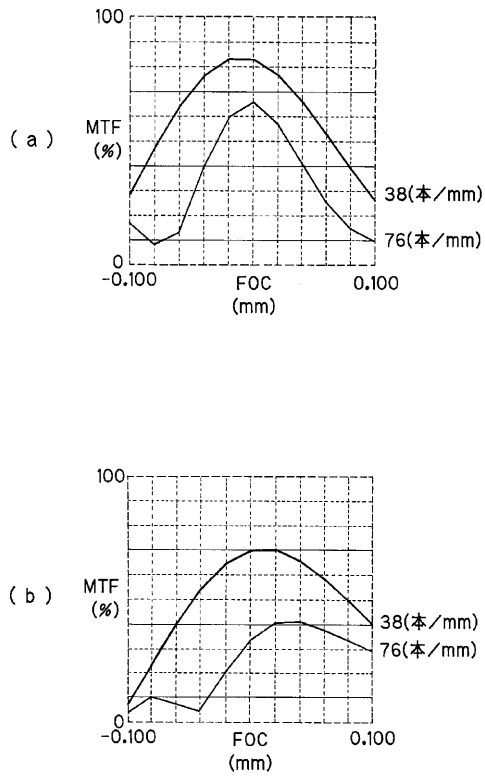 100
( a )
MTF
(%)
38(本/mm)
76(本/mm)
0
-0.100 FOC 0.100
(mm)
100
( b )
MTF
(%)
38(本/mm)
76(本/mm)
0
-0.100 FOC 0.100
(mm)